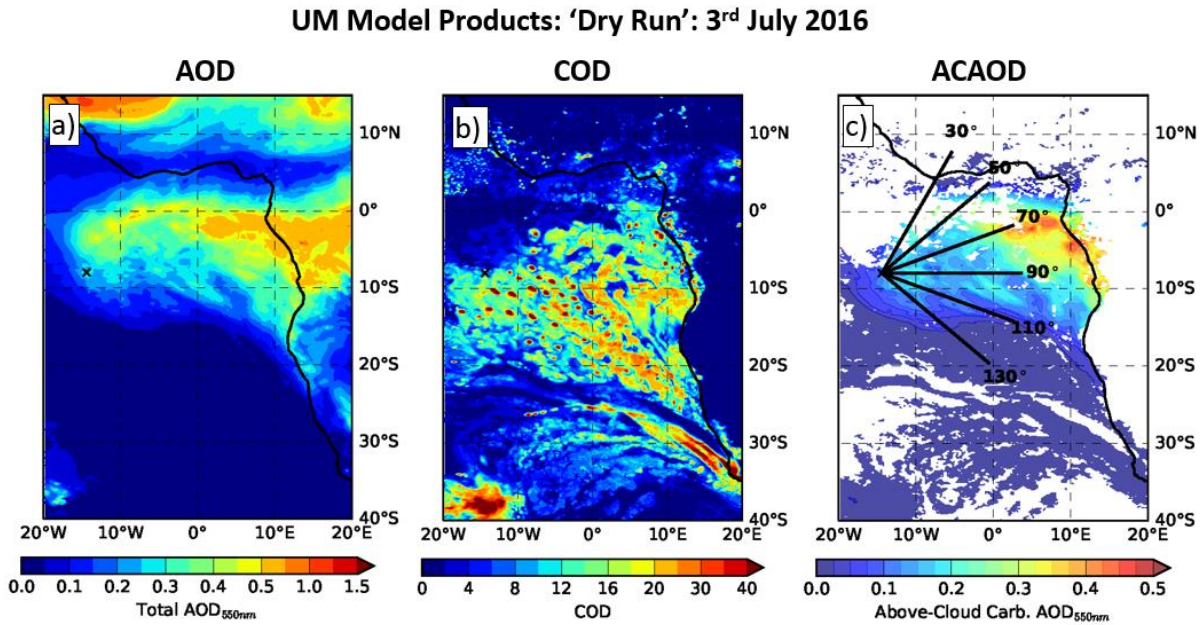 UM Model Products: ‘Dry Run’: 3rd July 2016
AOD
COD
ACAOD
a)
b)
c)
30°
50°
70°
90°
110°
130°
10°N
0°
10°S
20°S
30°S
40°S
20°W 10°W 0° 10°E 20°E
10°N
0°
10°S
20°S
30°S
40°S
20°W 10°W 0° 10°E 20°E
10°N
0°
10°S
20°S
30°S
40°S
20°W 10°W 0° 10°E 20°E
0.0 0.1 0.2 0.3 0.4 0.5 1.0 1.5
Total AOD550nm
0 4 8 12 16 20 30 40
COD
0.0 0.1 0.2 0.3 0.4 0.5
Above-Cloud Carb. AOD550nm